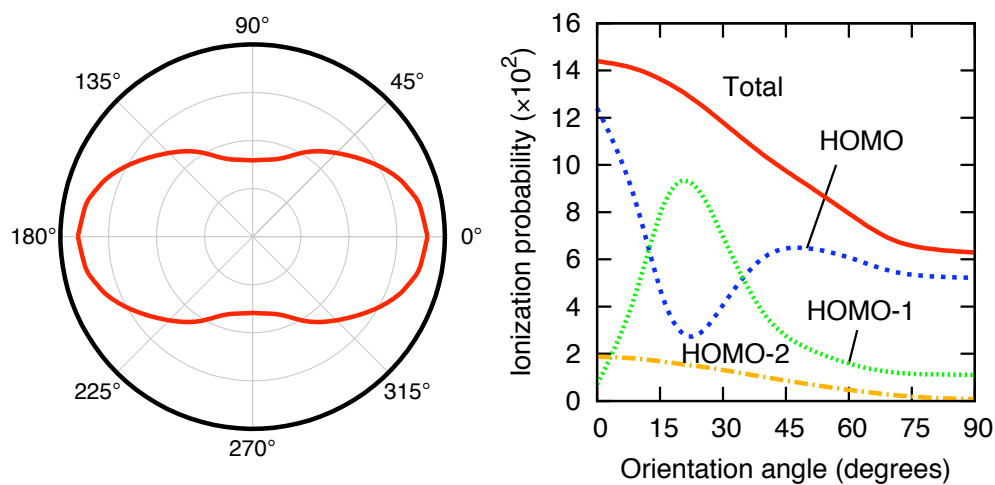 90°
135°
45°
180°
0°
225°
315°
270°
Ionization probability (×10²)
16
14
12
10
8
6
4
2
0
Total
HOMO
HOMO-1
HOMO-2
0 15 30 45 60 75 90
Orientation angle (degrees)